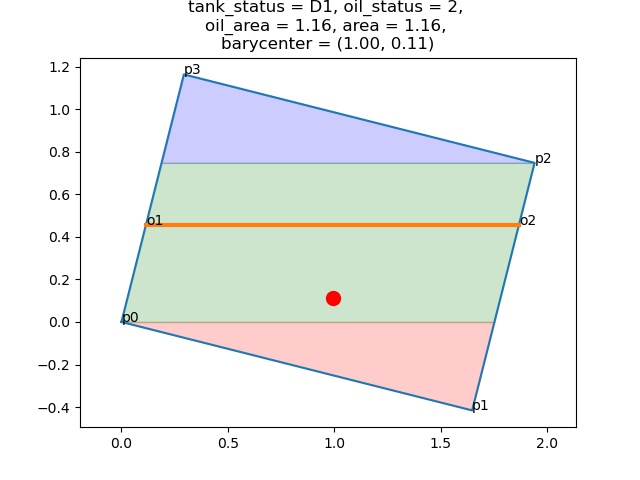 tank_status = D1, oil_status = 2,
oil_area = 1.16, area = 1.16,
barycenter = (1.00, 0.11)
1.2
1.0
0.8
0.6
0.4
0.2
0.0
−0.2
−0.4
p3
p2
o1
o2
p0
p1
0.0
0.5
1.0
1.5
2.0